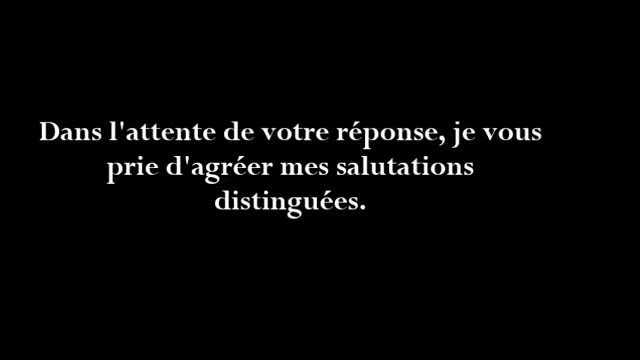 Dans l'attente de votre réponse, je vous
prie d'agréer mes salutations
distinguées.